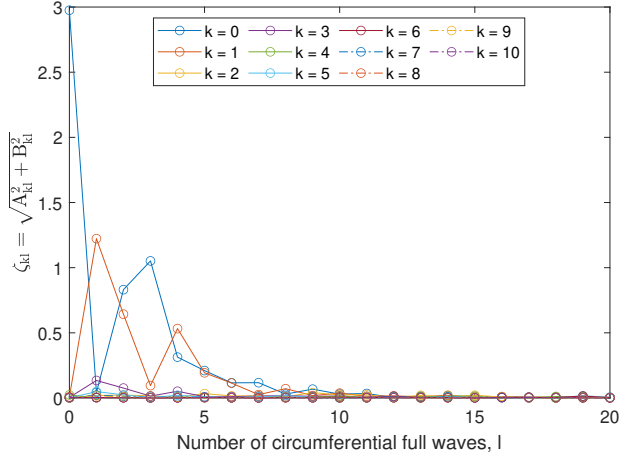 3
2.5
2
1.5
1
0.5
0
k = 0 k = 3 k = 6 k = 9
k = 1 k = 4 k = 7 k = 10
k = 2 k = 5 k = 8
ζkl = √A²kl + B²kl
0 5 10 15 20
Number of circumferential full waves, l